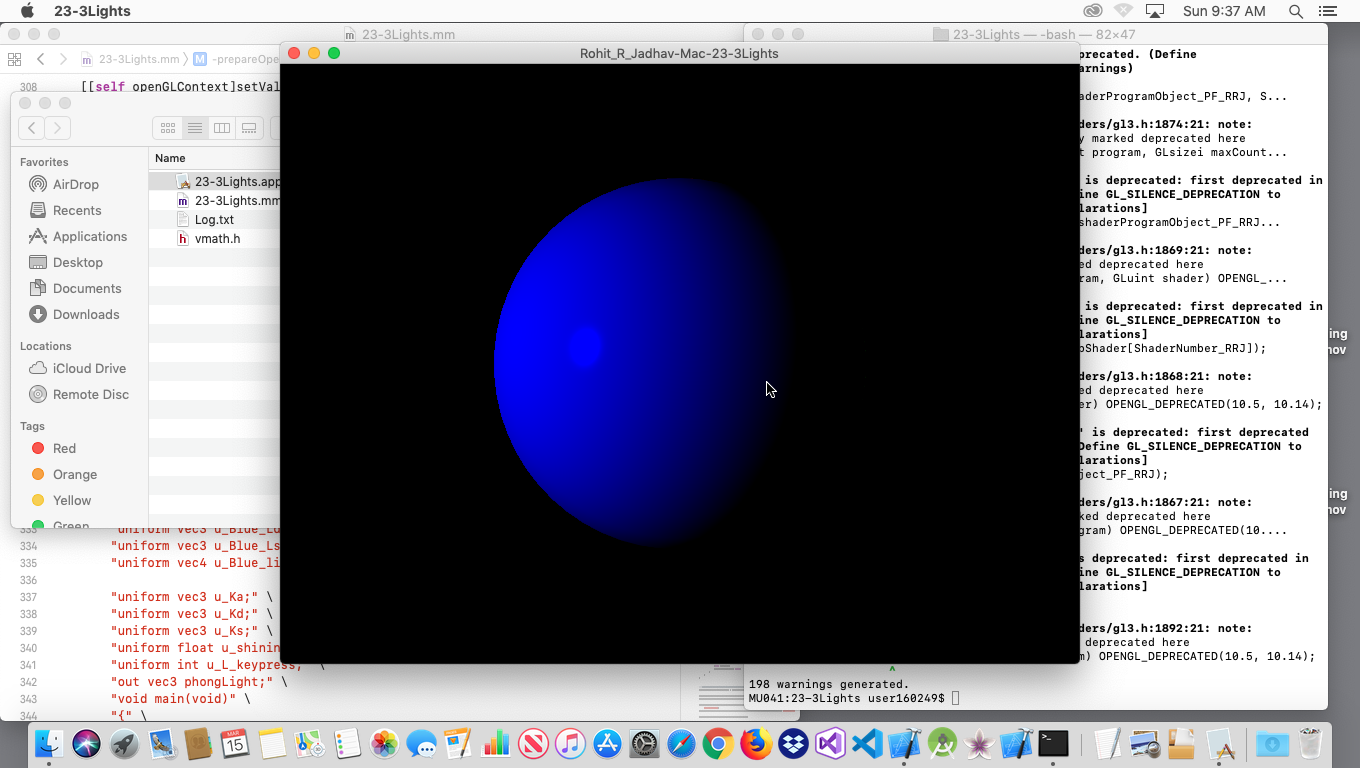 23-3Lights
Sun 9:37 AM
23-3Lights.mm
23-3Lights.mm
-prepareOpe
308 [[self openGLContext]setVal
Favorites
AirDrop
Recents
Applications
Desktop
Documents
Downloads
Locations
iCloud Drive
Remote Disc
Tags
Red
Orange
Yellow
Green
Name
23-3Lights.app
23-3Lights.mm
Log.txt
vmath.h
333 "uniform vec3 u_Blue_Ld
334 "uniform vec3 u_Blue_Ls
335 "uniform vec4 u_Blue_li
336
337 "uniform vec3 u_Ka;" \
338 "uniform vec3 u_Kd;" \
339 "uniform vec3 u_Ks;" \
340 "uniform float u_shinin
341 "uniform int u_L_keypress;" \
342 "out vec3 phongLight;" \
343 "void main(void)" \
344 "{" \
Rohit_R_Jadhav-Mac-23-3Lights
23-3Lights — -bash — 82×47
precated. (Define
arnings)
aderProgramObject_PF_RRJ, S...
ders/gl3.h:1874:21: note:
y marked deprecated here
t program, GLsizei maxCount...
is deprecated: first deprecated in
ine GL_SILENCE_DEPRECATION to
larations]
shaderProgramObject_PF_RRJ...
ders/gl3.h:1869:21: note:
ed deprecated here
ram, GLuint shader) OPENGL_...
is deprecated: first deprecated in
ine GL_SILENCE_DEPRECATION to
larations]
oShader[ShaderNumber_RRJ]);
ders/gl3.h:1868:21: note:
ed deprecated here
er) OPENGL_DEPRECATED(10.5, 10.14);
' is deprecated: first deprecated
Define GL_SILENCE_DEPRECATION to
larations]
ject_PF_RRJ);
ders/gl3.h:1867:21: note:
ked deprecated here
gram) OPENGL_DEPRECATED(10....
s deprecated: first deprecated in
ine GL_SILENCE_DEPRECATION to
larations]
ders/gl3.h:1892:21: note:
deprecated here
m) OPENGL_DEPRECATED(10.5, 10.14);
^
198 warnings generated.
MU041:23-3Lights user160249$
ing
nov
ing
nov
MAR
15